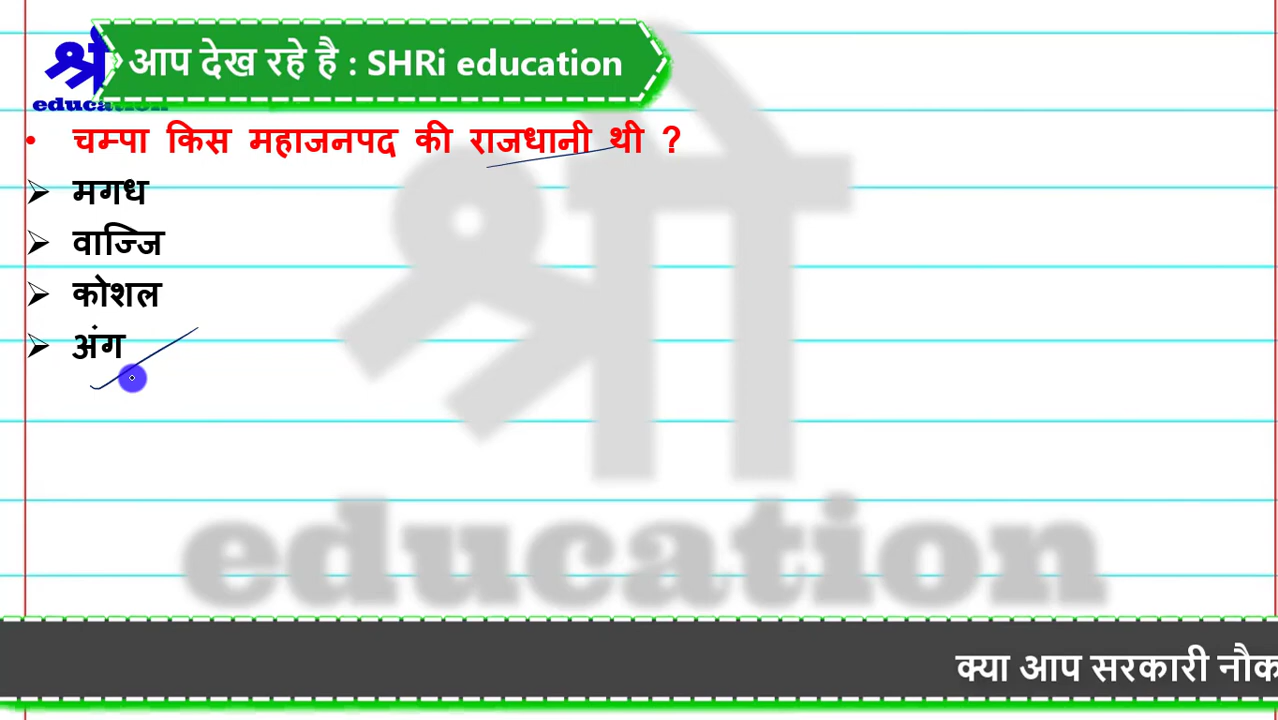 श्री
education
आप देख रहे है : SHRi education
• चम्पा किस महाजनपद की राजधानी थी ?
➢ मगध
➢ वाज्जि
➢ कोशल
➢ अंग
श्री
education
क्या आप सरकारी